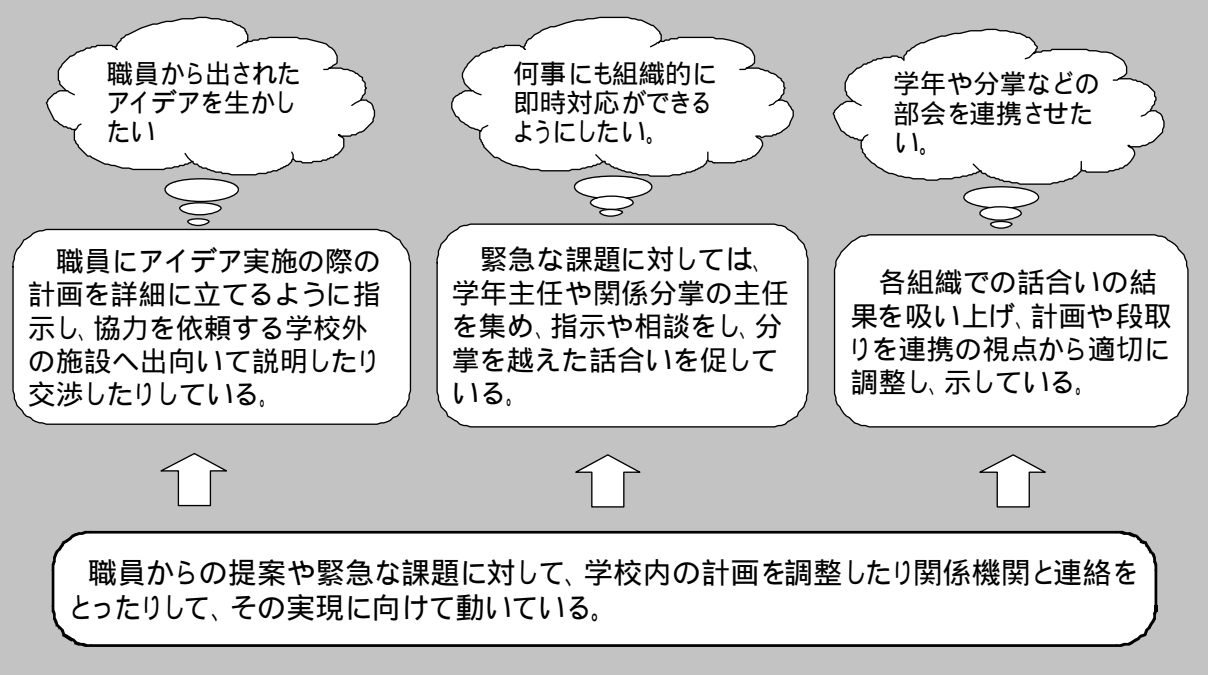 職員から出された
アイデアを生かし
たい
何事にも組織的に
即時対応ができる
ようにしたい。
学年や分掌などの
部会を連携させた
い。
職員にアイデア実施の際の
計画を詳細に立てるように指
示し、協力を依頼する学校外
の施設へ出向いて説明したり
交渉したりしている。
緊急な課題に対しては、
学年主任や関係分掌の主任
を集め、指示や相談をし、分
掌を越えた話合いを促して
いる。
各組織での話合いの結
果を吸い上げ、計画や段取
りを連携の視点から適切に
調整し、示している。
職員からの提案や緊急な課題に対して、学校内の計画を調整したり関係機関と連絡を
とったりして、その実現に向けて動いている。